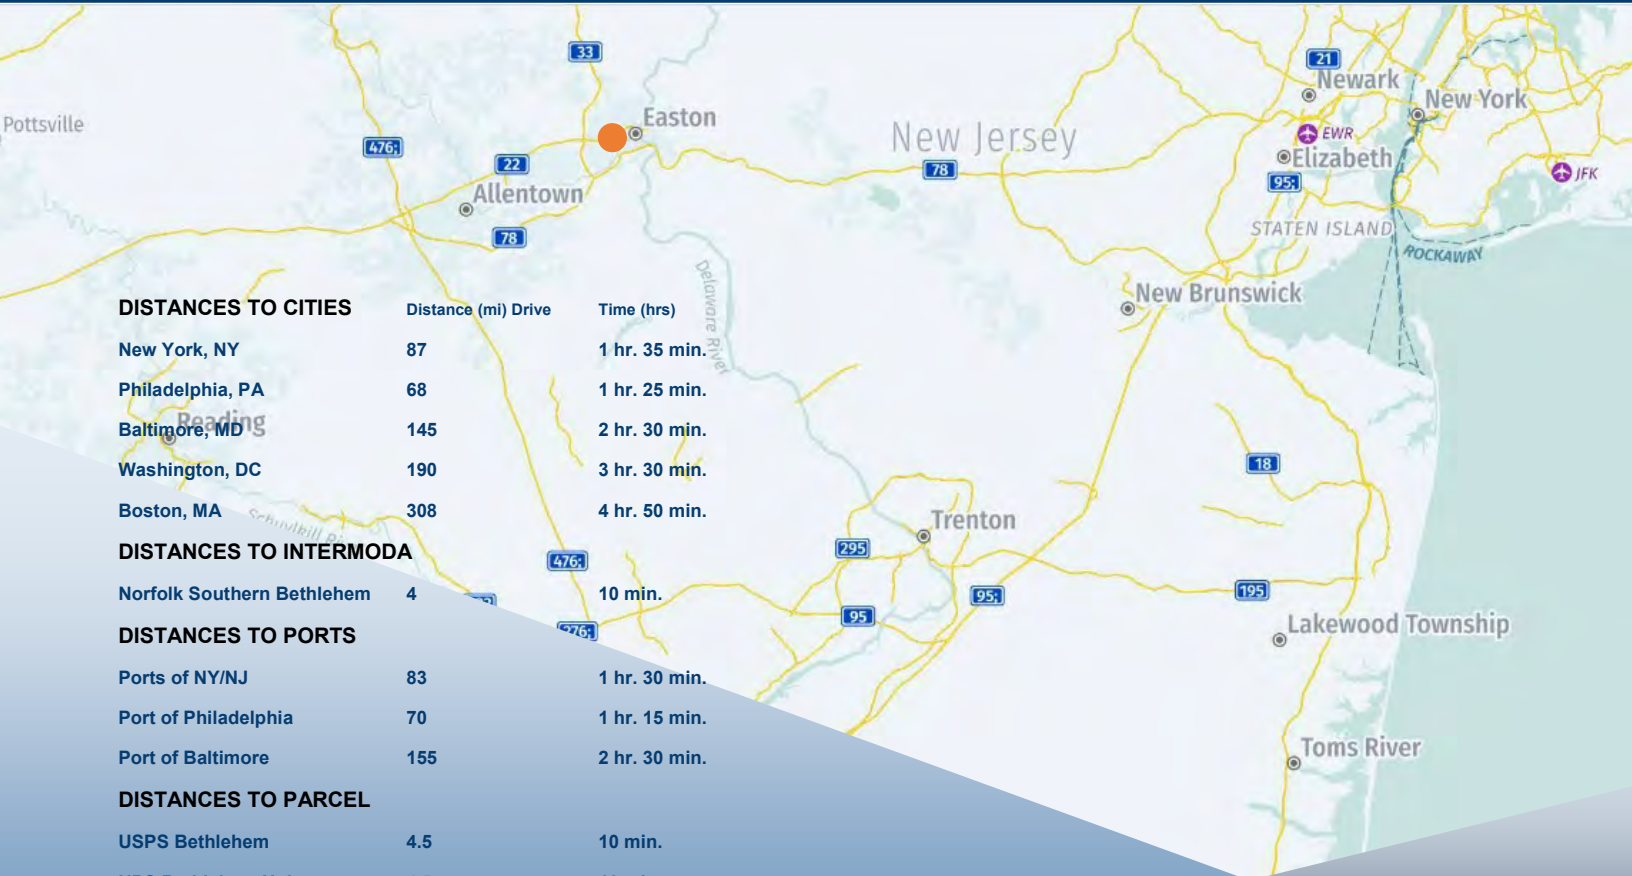 33
21
Newark
New York
Easton
Pottsville
New Jersey
EWR
476;
22
78
Elizabeth
JFK
95;
Allentown
STATEN ISLAND
78
ROCKAWAY
Delaware River
New Brunswick
DISTANCES TO CITIES Distance (mi) Drive Time (hrs)
New York, NY 87 1 hr. 35 min.
Philadelphia, PA 68 1 hr. 25 min.
Reading
Baltimore, MD 145 2 hr. 30 min.
Washington, DC 190 3 hr. 30 min.
18
Boston, MA 308 4 hr. 50 min.
Schuylkill
Trenton
DISTANCES TO INTERMODA
295
476;
Norfolk Southern Bethlehem 4 10 min.
195
95;
95
276;
Lakewood Township
DISTANCES TO PORTS
Ports of NY/NJ 83 1 hr. 30 min.
Port of Philadelphia 70 1 hr. 15 min.
Toms River
Port of Baltimore 155 2 hr. 30 min.
DISTANCES TO PARCEL
USPS Bethlehem 4.5 10 min.